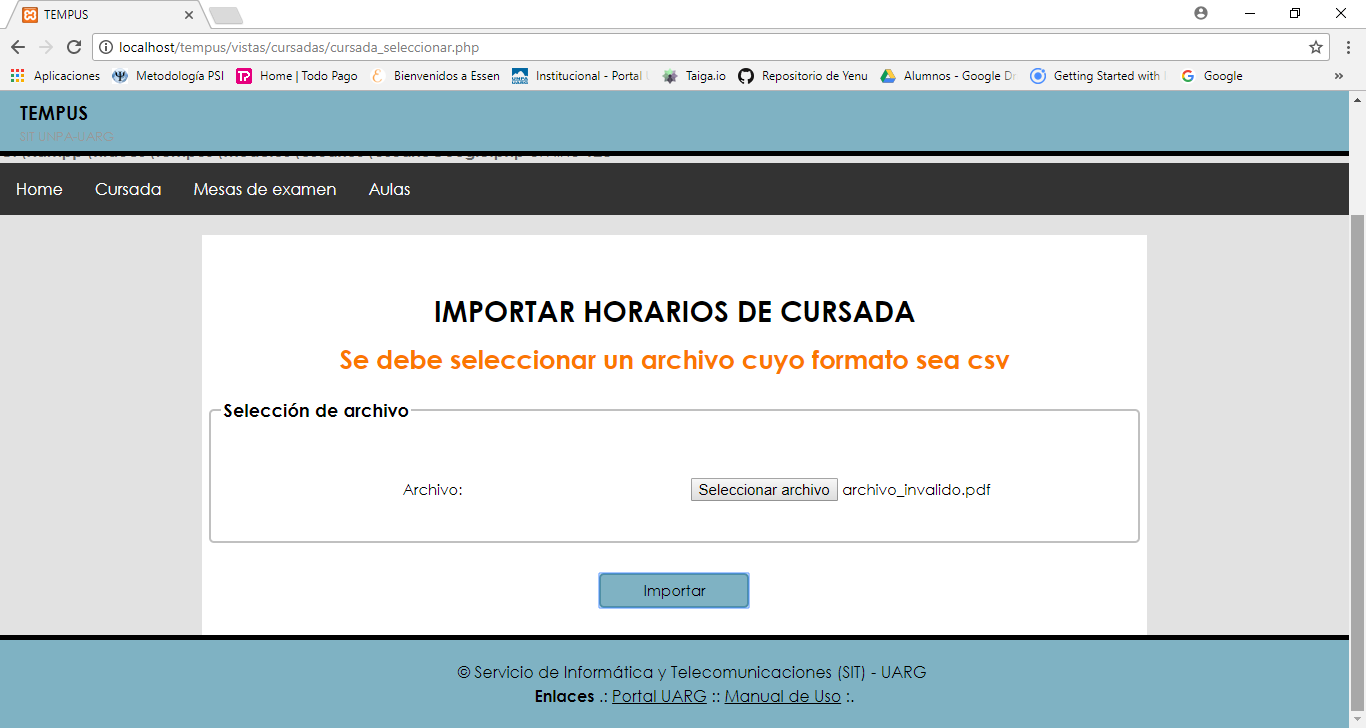 TEMPUS
localhost/tempus/vistas/cursadas/cursada_seleccionar.php
Aplicaciones Metodología PSI Home | Todo Pago Bienvenidos a Essen Institucional - Portal Taiga.io Repositorio de Yenu Alumnos - Google Dr Getting Started with Google »
TEMPUS
SIT-UNPA-UARG
Home Cursada Mesas de examen Aulas
IMPORTAR HORARIOS DE CURSADA
Se debe seleccionar un archivo cuyo formato sea csv
Selección de archivo
Archivo: Seleccionar archivo archivo_invalido.pdf
Importar
© Servicio de Informática y Telecomunicaciones (SIT) - UARG
Enlaces .: Portal UARG :: Manual de Uso :.